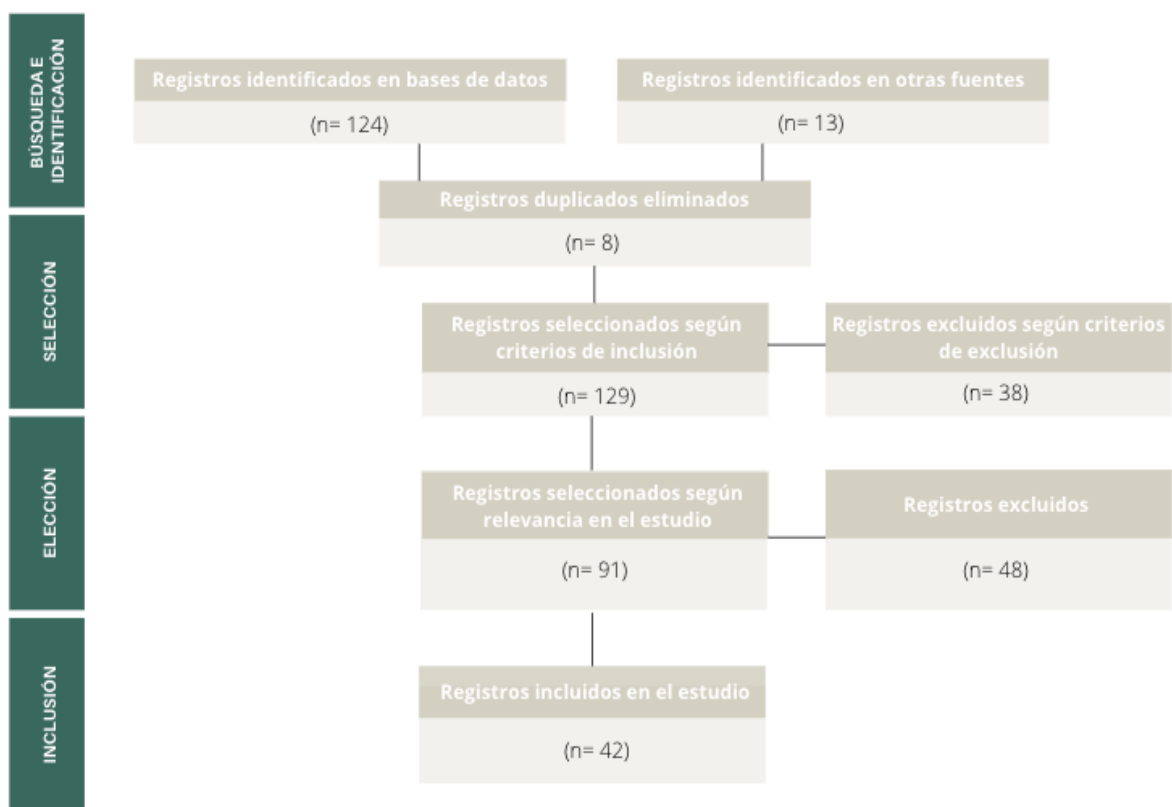 BÚSQUEDA E
IDENTIFICACIÓN
Registros identificados en bases de datos
(n= 124)
Registros identificados en otras fuentes
(n= 13)
Registros duplicados eliminados
(n= 8)
SELECCIÓN
Registros seleccionados según
criterios de inclusión
(n= 129)
Registros excluidos según criterios
de exclusión
(n= 38)
ELECCIÓN
Registros seleccionados según
relevancia en el estudio
(n= 91)
Registros excluidos
(n= 48)
INCLUSIÓN
Registros incluidos en el estudio
(n= 42)